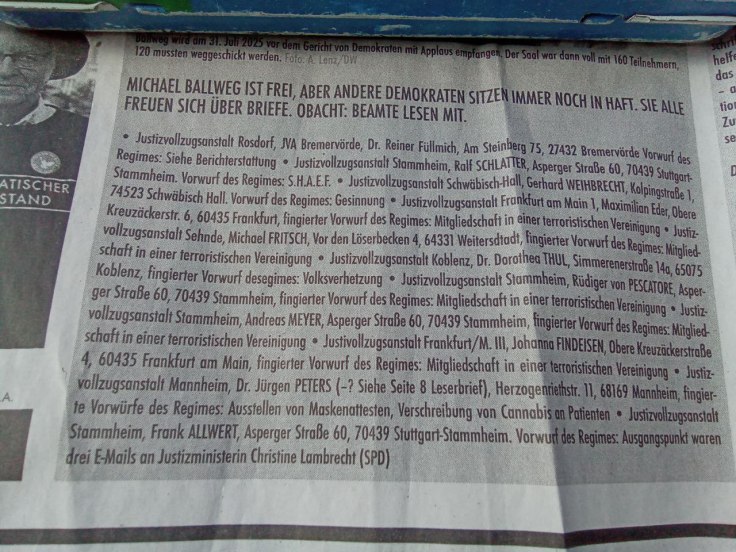 Ballweg wird am 31. Juli 2025 vor dem Gericht von Demokraten mit Applaus empfangen. Der Saal war dann voll mit 160 Teilnehmern,
120 mussten weggeschickt werden. Foto: A. Lenz/DW
MICHAEL BALLWEG IST FREI, ABER ANDERE DEMOKRATEN SITZEN IMMER NOCH IN HAFT. SIE ALLE
FREUEN SICH ÜBER BRIEFE. OBACHT: BEAMTE LESEN MIT.
• Justizvollzugsanstalt Rosdorf, JVA Bremervörde, Dr. Reiner Füllmich, Am Steinberg 75, 27432 Bremervörde Vorwurf des
Regimes: Siehe Berichterstattung • Justizvollzugsanstalt Stammheim, Ralf SCHLATTER, Asperger Straße 60, 70439 Stuttgart-
Stammheim. Vorwurf des Regimes: S.H.A.E.F. • Justizvollzugsanstalt Schwäbisch-Hall, Gerhard WEIHBRECHT, Kolpingstraße 1,
74523 Schwäbisch Hall. Vorwurf des Regimes: Gesinnung • Justizvollzugsanstalt Frankfurt am Main 1, Maximilian Eder, Obere
Kreuzäckerstr. 6, 60435 Frankfurt, fingierter Vorwurf des Regimes: Mitgliedschaft in einer terroristischen Vereinigung • Justiz-
vollzugsanstalt Sehnde, Michael FRITSCH, Vor den Löserbecken 4, 64331 Weitersdtadt, fingierter Vorwurf des Regimes: Mitglied-
schaft in einer terroristischen Vereinigung • Justizvollzugsanstalt Koblenz, Dr. Dorothea THUL, Simmerenerstraße 14a, 65075
Koblenz, fingierter Vorwurf desegimes: Volksverhetzung • Justizvollzugsanstalt Stammheim, Rüdiger von PESCATORE, Asper-
ger Straße 60, 70439 Stammheim, fingierter Vorwurf des Regimes: Mitgliedschaft in einer terroristischen Vereinigung • Justiz-
vollzugsanstalt Stammheim, Andreas MEYER, Asperger Straße 60, 70439 Stammheim, fingierter Vorwurf des Regimes: Mitglied-
schaft in einer terroristischen Vereinigung • Justivollzugsanstalt Frankfurt/M. III, Johanna FINDEISEN, Obere Kreuzäckerstraße
4, 60435 Frankfurt am Main, fingierter Vorwurf des Regimes: Mitgliedschaft in einer terroristischen Vereinigung • Justiz-
vollzugsanstalt Mannheim, Dr. Jürgen PETERS (–? Siehe Seite 8 Leserbrief), Herzogenriethstr. 11, 68169 Mannheim, fingier-
te Vorwürfe des Regimes: Ausstellen von Maskenattesten, Verschreibung von Cannabis an Patienten • Justizvollzugsanstalt
Stammheim, Frank ALLWERT, Asperger Straße 60, 70439 Stuttgart-Stammheim. Vorwurf des Regimes: Ausgangspunkt waren
drei E-Mails an Justizministerin Christine Lambrecht (SPD)
ATISCHER
STAND
.A.
helfe
das
– a
tion
Zu
se